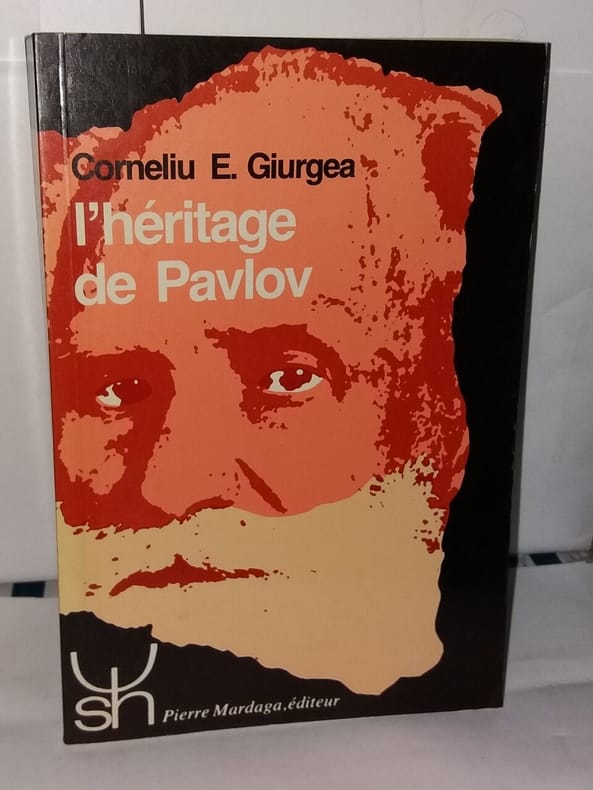 Corneliu E. Giurgea
l'héritage
de Pavlov
ψ
sh
Pierre Mardaga,éditeur